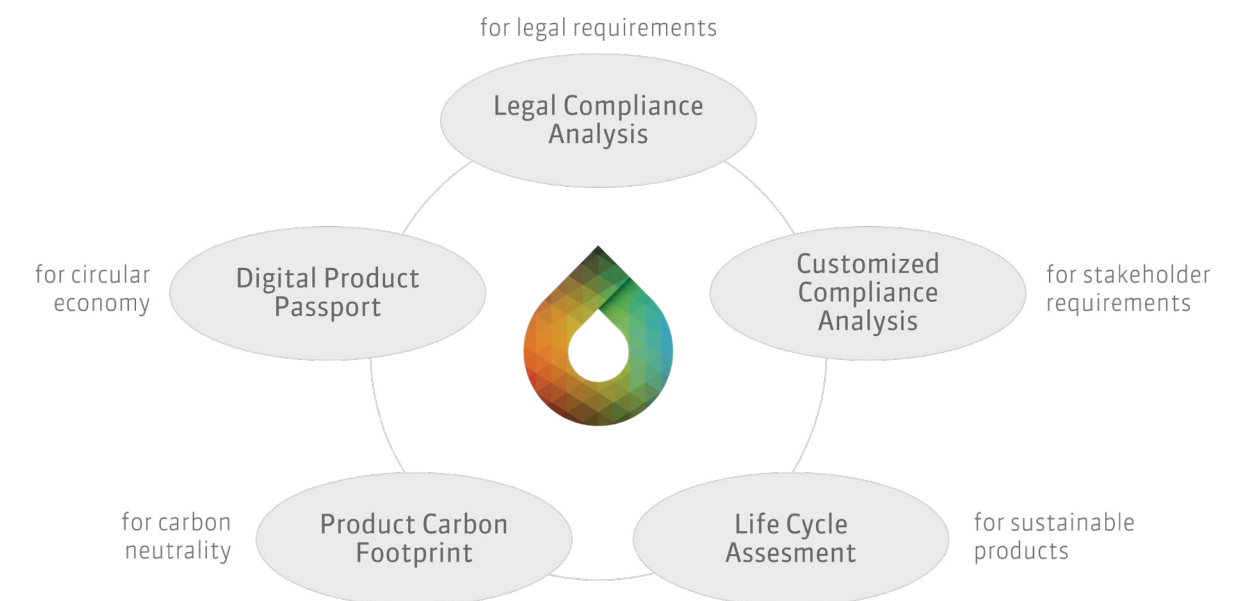 for legal requirements
Legal Compliance
Analysis
for circular
economy
Digital Product
Passport
Customized
Compliance
Analysis
for stakeholder
requirements
for carbon
neutrality
Product Carbon
Footprint
Life Cycle
Assesment
for sustainable
products